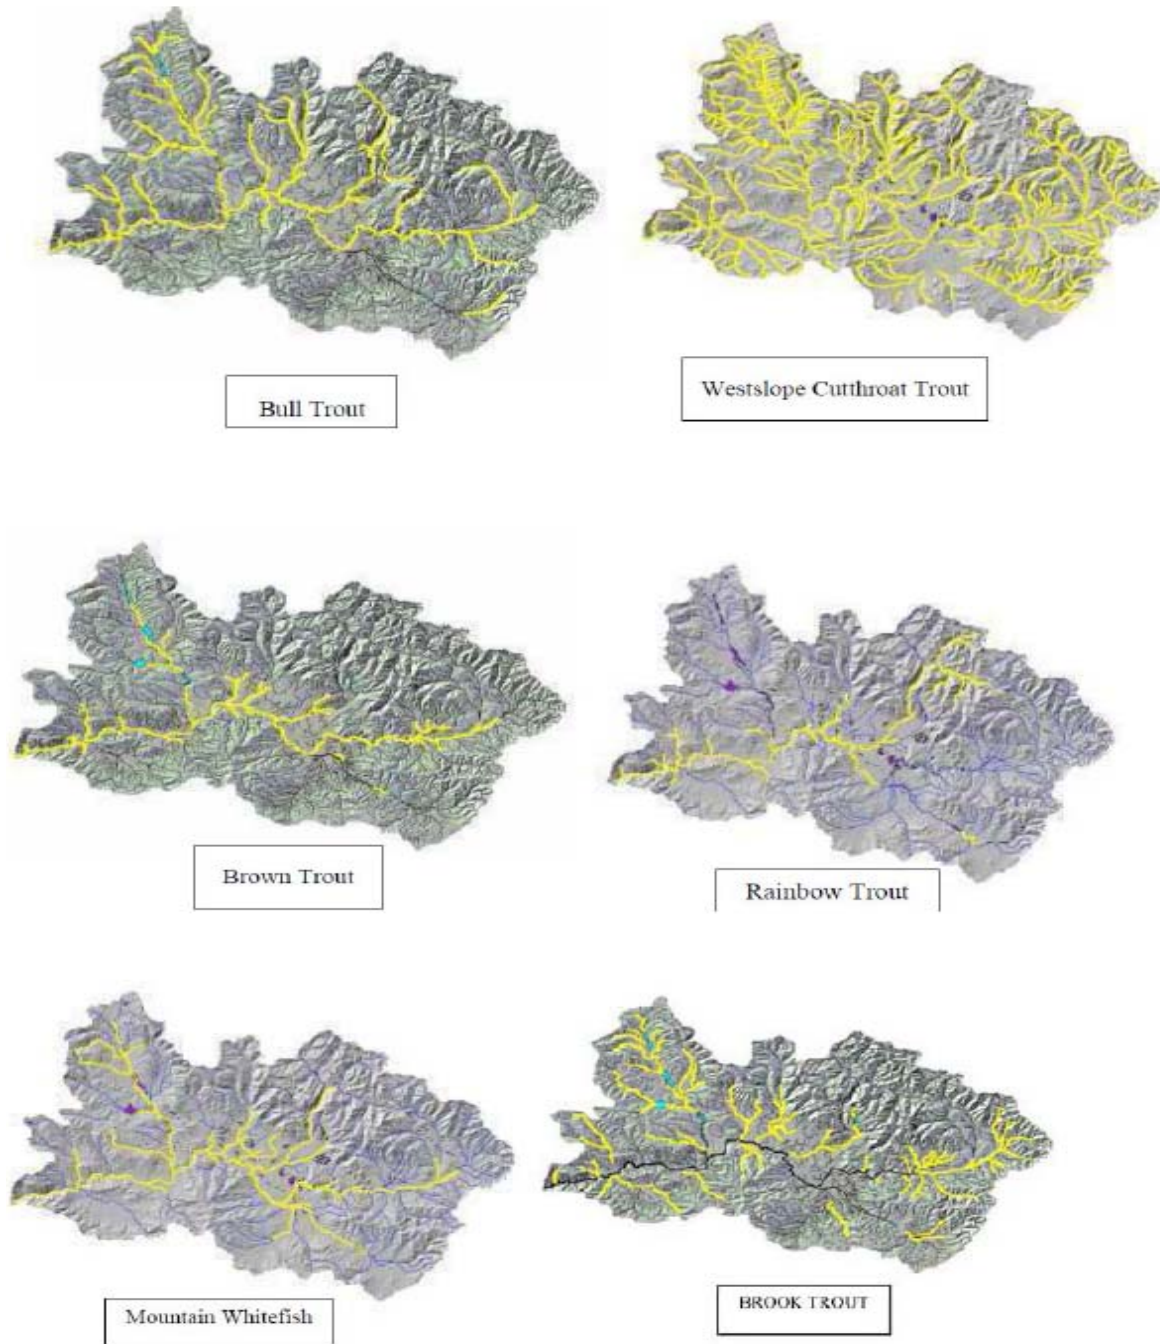 Bull Trout
Westslope Cutthroat Trout
Brown Trout
Rainbow Trout
Mountain Whitefish
BROOK TROUT